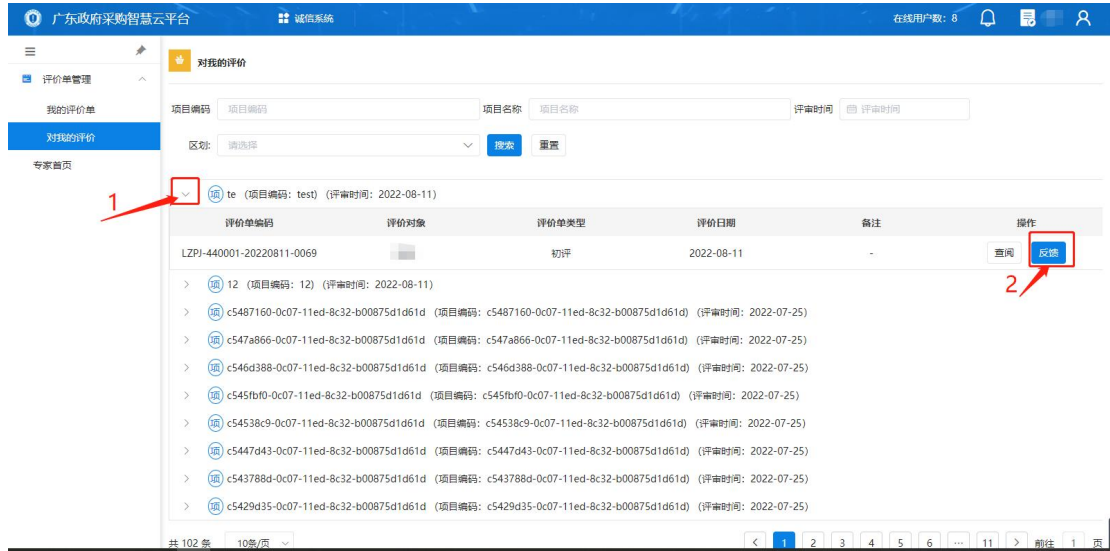 广东政府采购智慧云平台 诚信系统 在线用户数: 8
对我的评价
评价单管理
项目编码 项目编码 项目名称 项目名称 评审时间 评审时间
我的评价单
对我的评价
区划: 请选择 搜索 重置
专家首页
1
项 te (项目编码: test) (评审时间: 2022-08-11)
评价单编码 评价对象 评价单类型 评价日期 备注 操作
LZPJ-440001-20220811-0069 初评 2022-08-11 - 查阅 反馈
2
项 12 (项目编码: 12) (评审时间: 2022-08-11)
项 c5487160-0c07-11ed-8c32-b00875d1d61d (项目编码: c5487160-0c07-11ed-8c32-b00875d1d61d) (评审时间: 2022-07-25)
项 c547a866-0c07-11ed-8c32-b00875d1d61d (项目编码: c547a866-0c07-11ed-8c32-b00875d1d61d) (评审时间: 2022-07-25)
项 c546d388-0c07-11ed-8c32-b00875d1d61d (项目编码: c546d388-0c07-11ed-8c32-b00875d1d61d) (评审时间: 2022-07-25)
项 c545fbf0-0c07-11ed-8c32-b00875d1d61d (项目编码: c545fbf0-0c07-11ed-8c32-b00875d1d61d) (评审时间: 2022-07-25)
项 c54538c9-0c07-11ed-8c32-b00875d1d61d (项目编码: c54538c9-0c07-11ed-8c32-b00875d1d61d) (评审时间: 2022-07-25)
项 c5447d43-0c07-11ed-8c32-b00875d1d61d (项目编码: c5447d43-0c07-11ed-8c32-b00875d1d61d) (评审时间: 2022-07-25)
项 c543788d-0c07-11ed-8c32-b00875d1d61d (项目编码: c543788d-0c07-11ed-8c32-b00875d1d61d) (评审时间: 2022-07-25)
项 c5429d35-0c07-11ed-8c32-b00875d1d61d (项目编码: c5429d35-0c07-11ed-8c32-b00875d1d61d) (评审时间: 2022-07-25)
共 102 条 10条/页 < 1 2 3 4 5 6 ... 11 > 前往 1 页